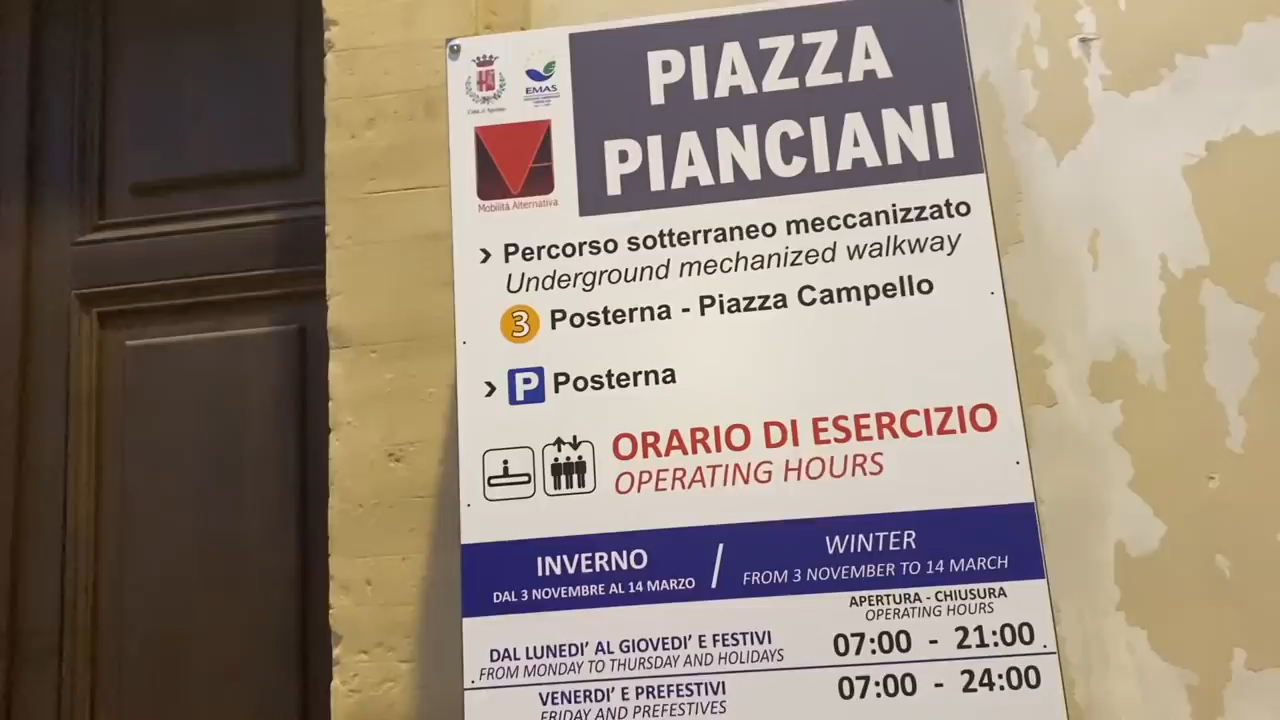 PIAZZA
PIANCIANI
EMAS
Mobilità Alternativa
› Percorso sotterraneo meccanizzato
Underground mechanized walkway
3 Posterna - Piazza Campello
› P Posterna
ORARIO DI ESERCIZIO
OPERATING HOURS
INVERNO / WINTER
DAL 3 NOVEMBRE AL 14 MARZO FROM 3 NOVEMBER TO 14 MARCH
APERTURA - CHIUSURA
OPERATING HOURS
DAL LUNEDI' AL GIOVEDI' E FESTIVI 07:00 - 21:00
FROM MONDAY TO THURSDAY AND HOLIDAYS
VENERDI' E PREFESTIVI 07:00 - 24:00
FRIDAY AND PREFESTIVES